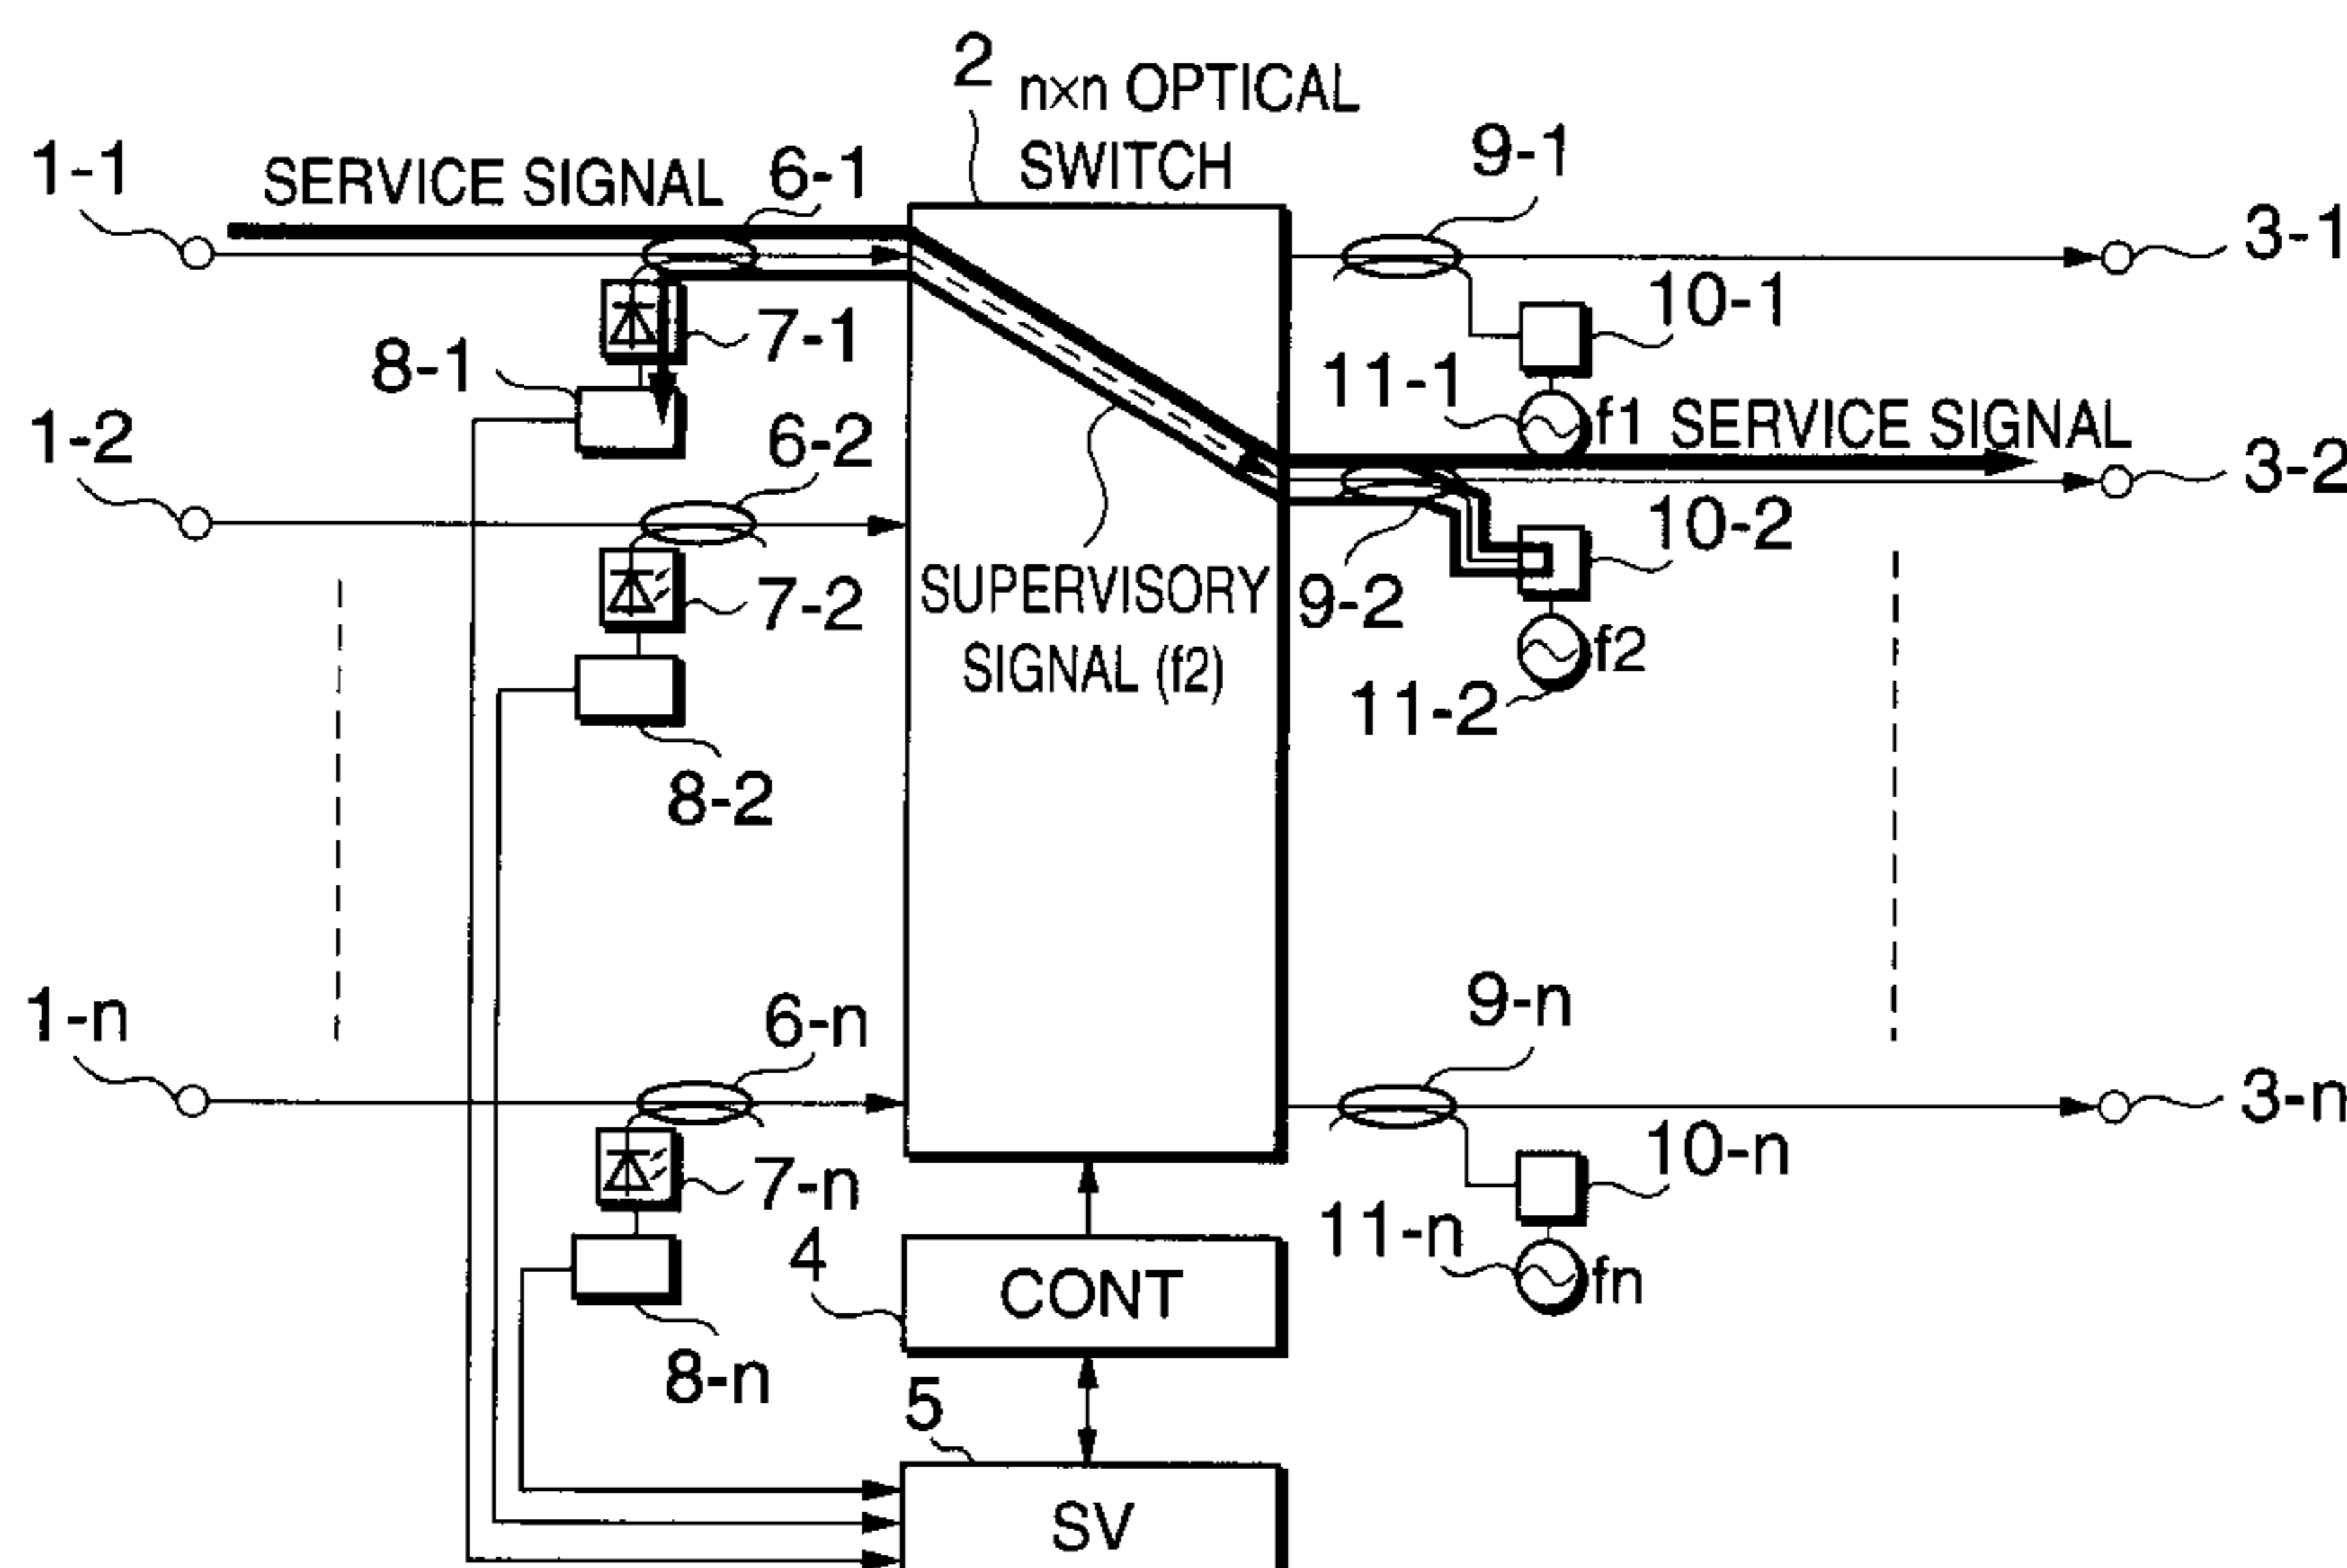 2 n×n OPTICAL
SWITCH
1-1
SERVICE SIGNAL
6-1
9-1
3-1
7-1
10-1
8-1
11-1
f1
SERVICE SIGNAL
1-2
6-2
3-2
10-2
7-2
SUPERVISORY
SIGNAL (f2)
9-2
f2
11-2
8-2
1-n
6-n
9-n
3-n
10-n
7-n
11-n
fn
4
CONT
8-n
5
SV